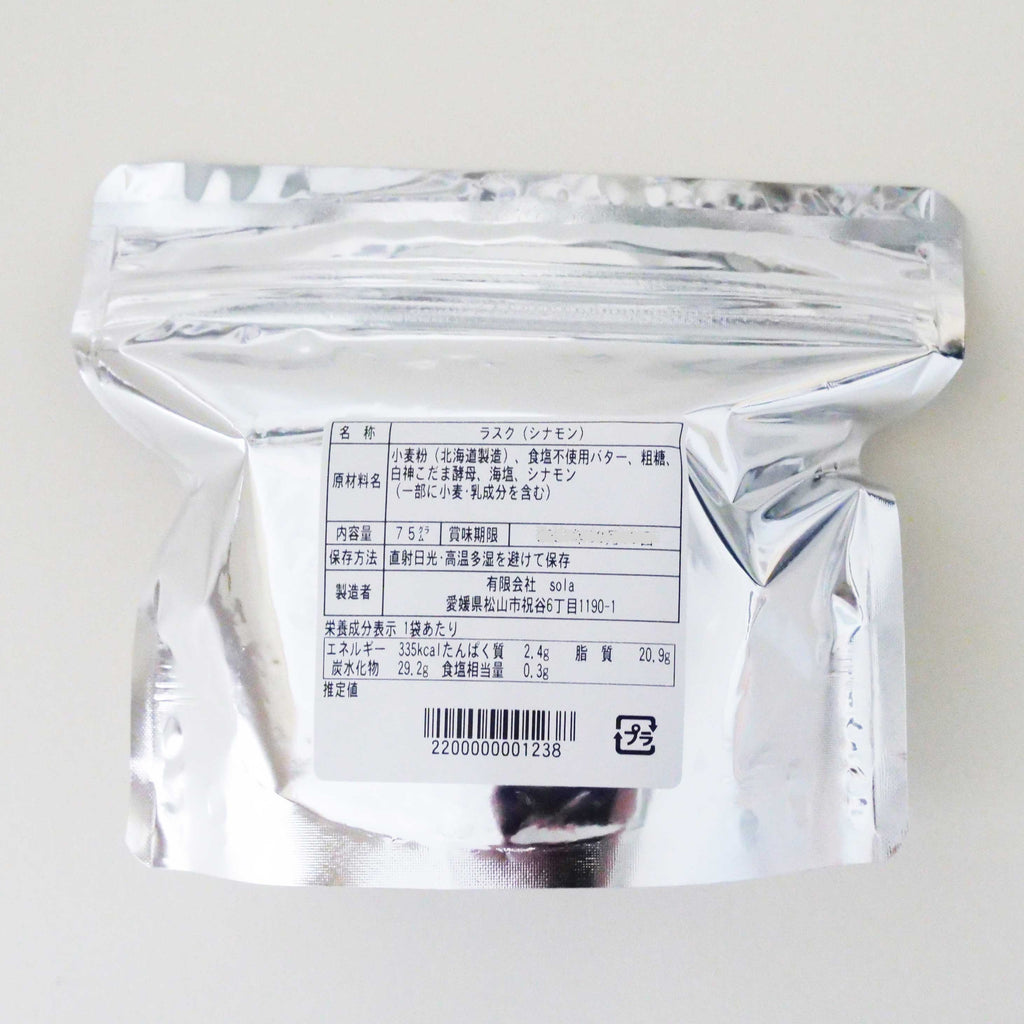 名 称 ラスク(シナモン)
原材料名 小麦粉(北海道製造)、食塩不使用バター、粗糖、
白神こだま酵母、海塩、シナモン
(一部に小麦・乳成分を含む)
内容量 75㌘ 賞味期限
保存方法 直射日光・高温多湿を避けて保存
製造者 有限会社 sola
愛媛県松山市祝谷6丁目1190-1
栄養成分表示 1袋あたり
エネルギー 335kcal たんぱく質 2.4g 脂 質 20.9g
炭水化物 29.2g 食塩相当量 0.3g
推定値
2200000001238
プラ